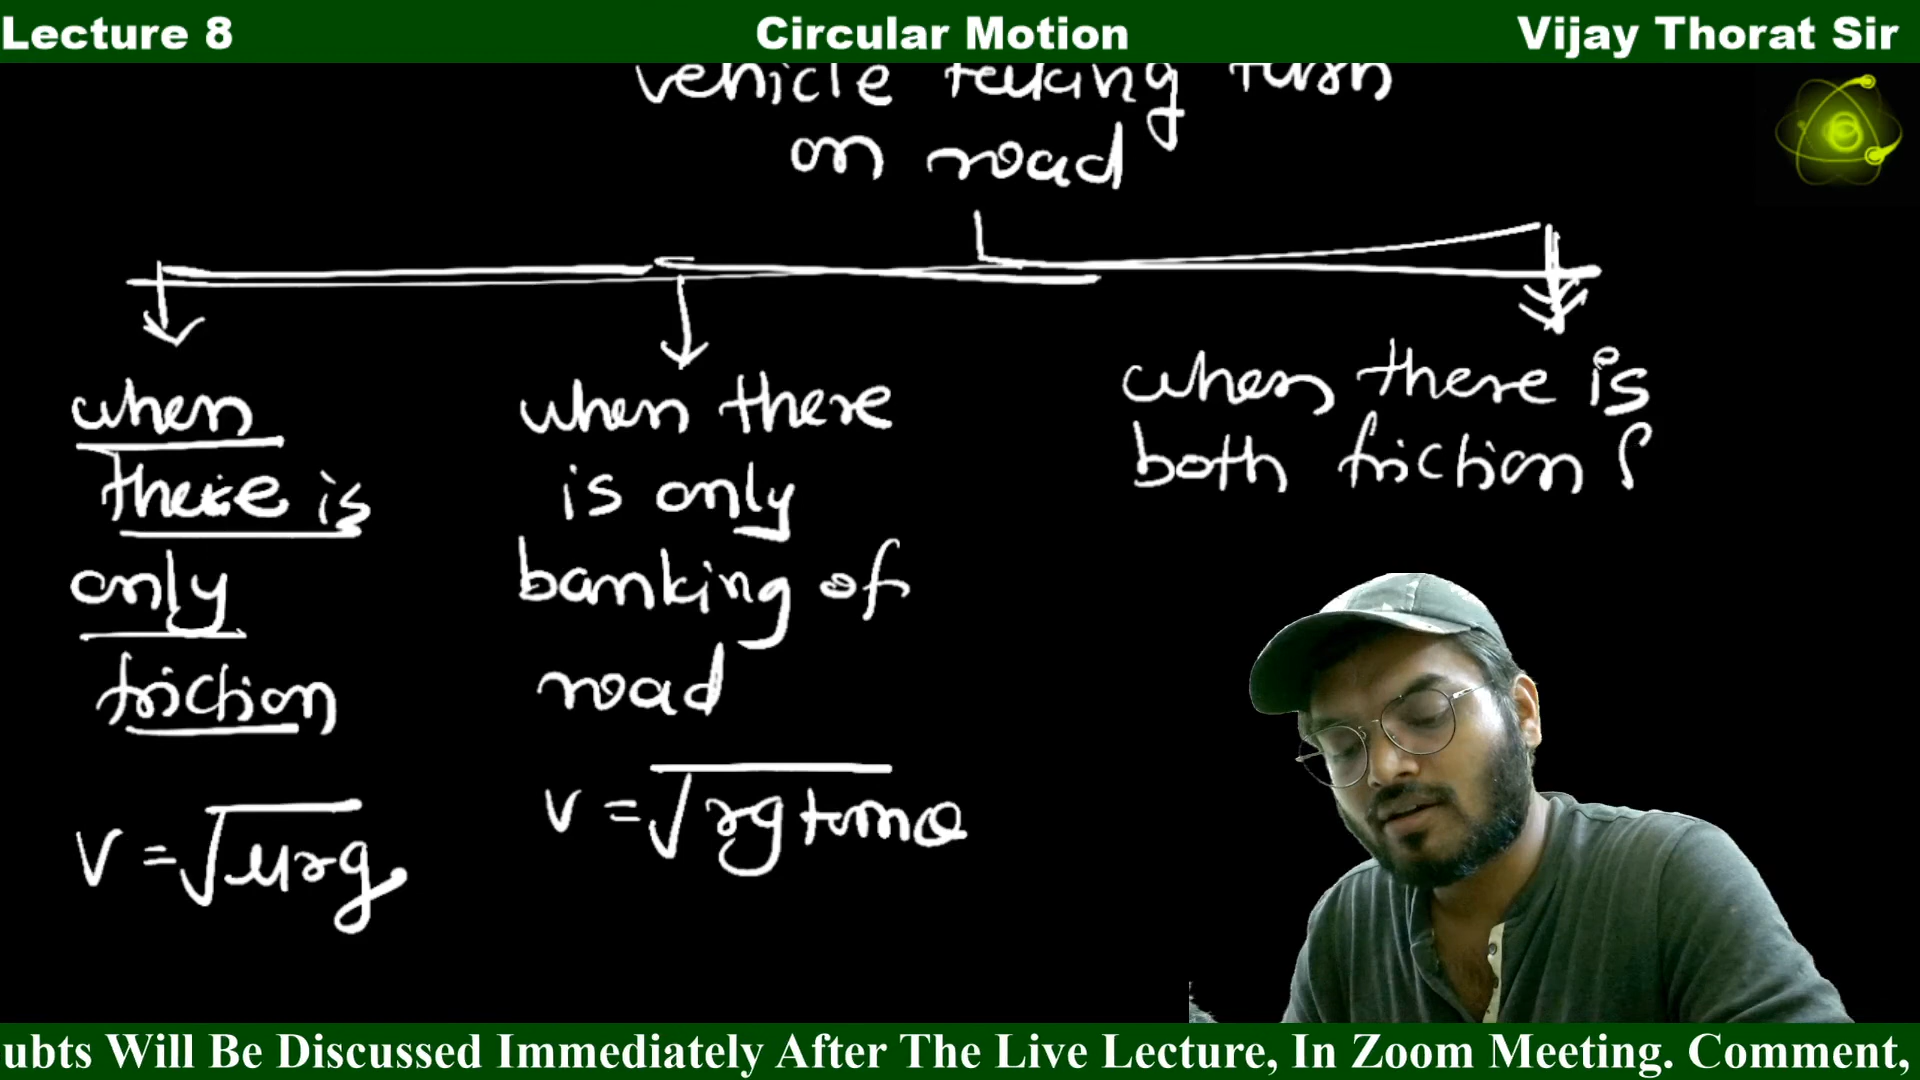 Lecture 8 Circular Motion Vijay Thorat Sir
vehicle taking turn
on road
when
there is
only
friction
v = √μrg
when there
is only
banking of
road
v = √rg tanθ
when there is
both friction &
ubts Will Be Discussed Immediately After The Live Lecture, In Zoom Meeting. Comment,